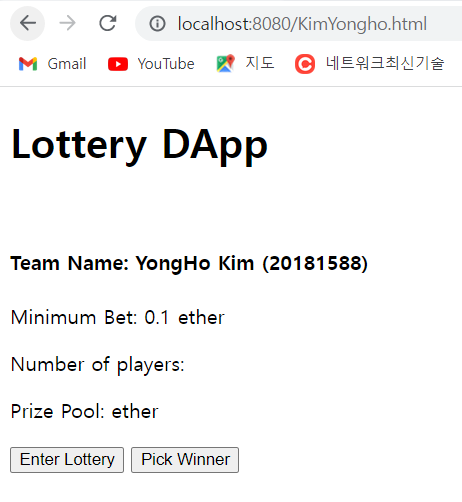 localhost:8080/KimYongho.html
Gmail YouTube 지도 네트워크최신기술
Lottery DApp
Team Name: YongHo Kim (20181588)
Minimum Bet: 0.1 ether
Number of players:
Prize Pool: ether
Enter Lottery Pick Winner